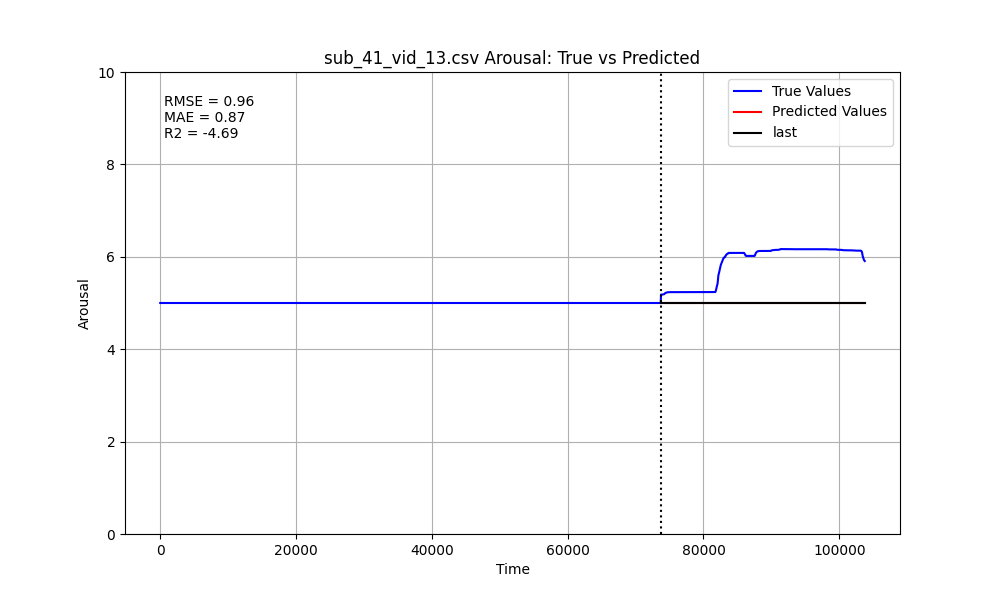 sub_41_vid_13.csv Arousal: True vs Predicted
RMSE = 0.96
MAE = 0.87
R2 = -4.69
True Values
Predicted Values
last
10
8
6
4
2
0
Arousal
0
20000
40000
60000
80000
100000
Time